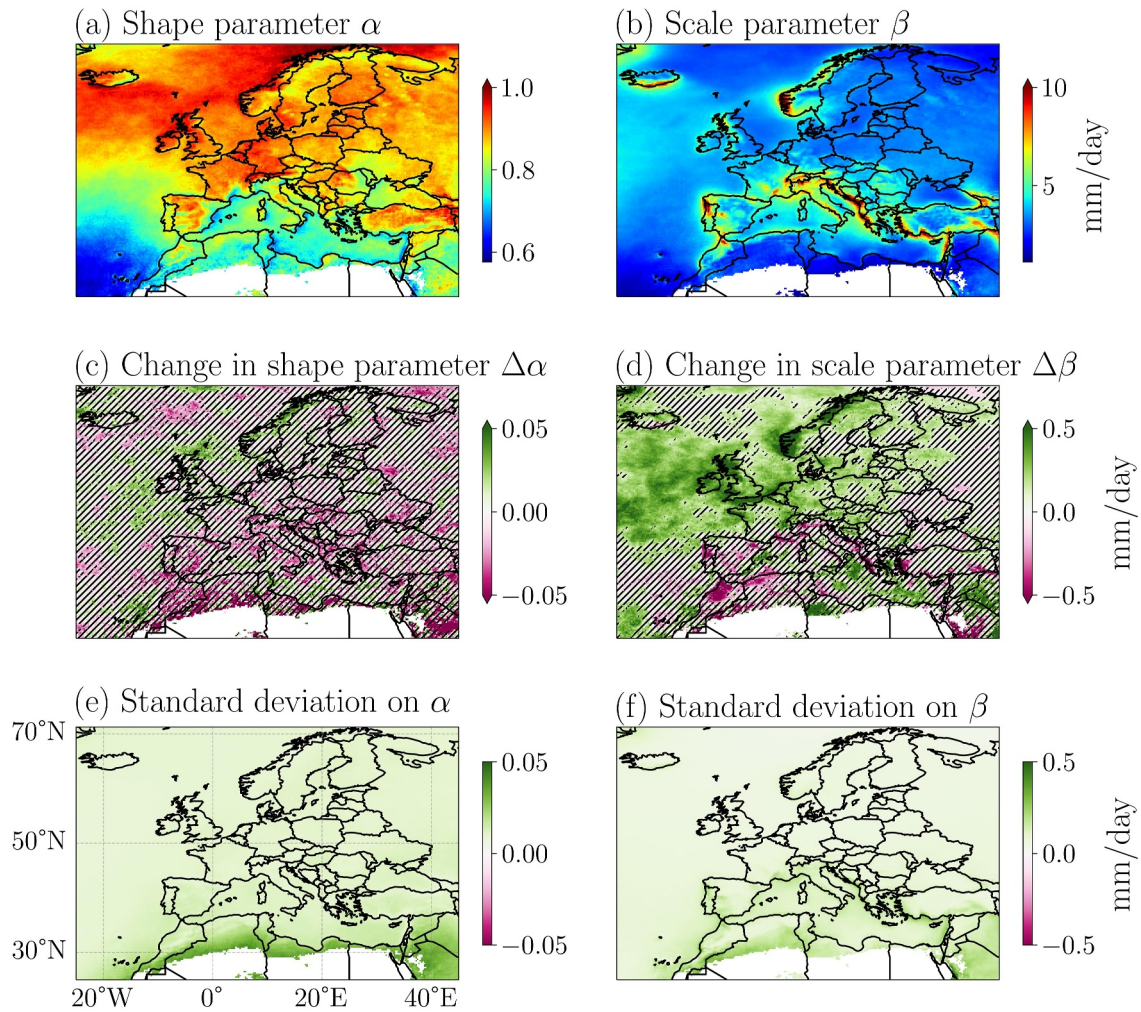 (a) Shape parameter α
(b) Scale parameter β
1.0
0.8
0.6
10
5
mm/day
(c) Change in shape parameter Δα
(d) Change in scale parameter Δβ
0.05
0.00
−0.05
0.5
0.0
−0.5
mm/day
(e) Standard deviation on α
(f) Standard deviation on β
70°N
50°N
30°N
20°W
0°
20°E
40°E
0.05
0.00
−0.05
0.5
0.0
−0.5
mm/day